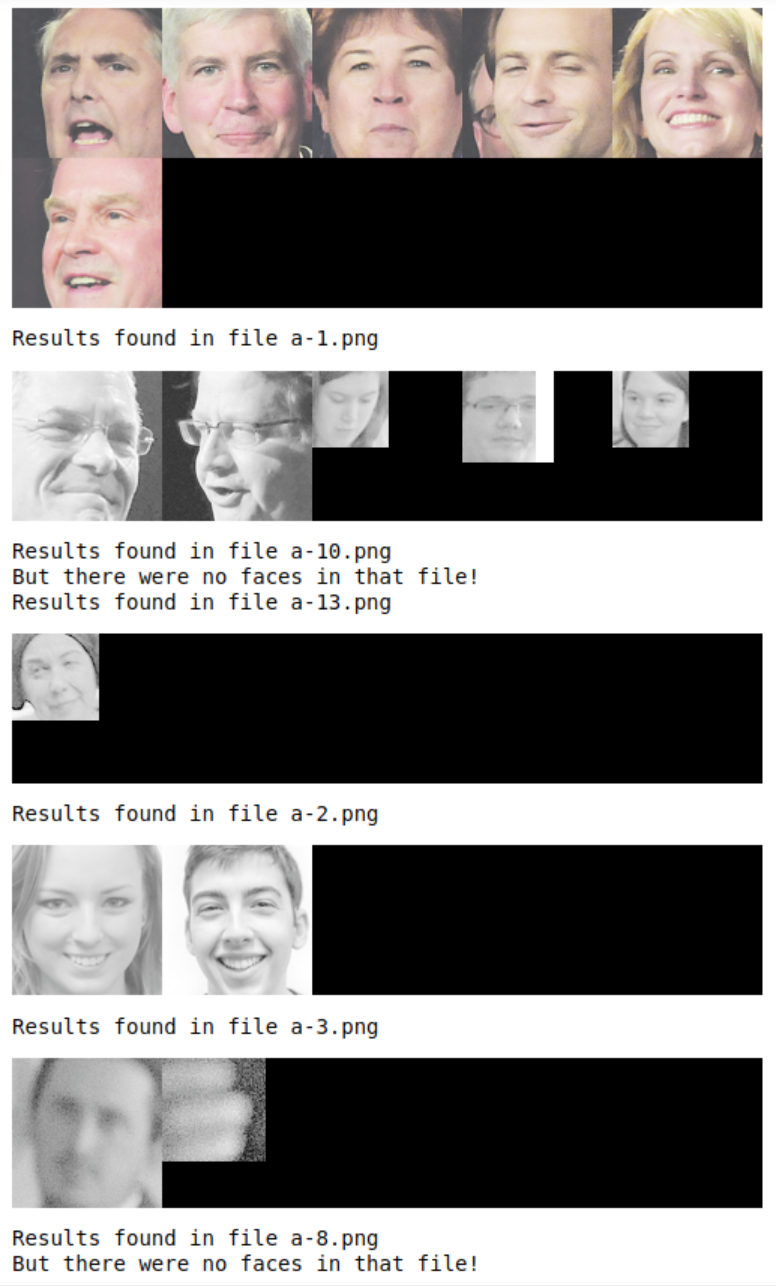 Results found in file a-1.png
Results found in file a-10.png
But there were no faces in that file!
Results found in file a-13.png
Results found in file a-2.png
Results found in file a-3.png
Results found in file a-8.png
But there were no faces in that file!